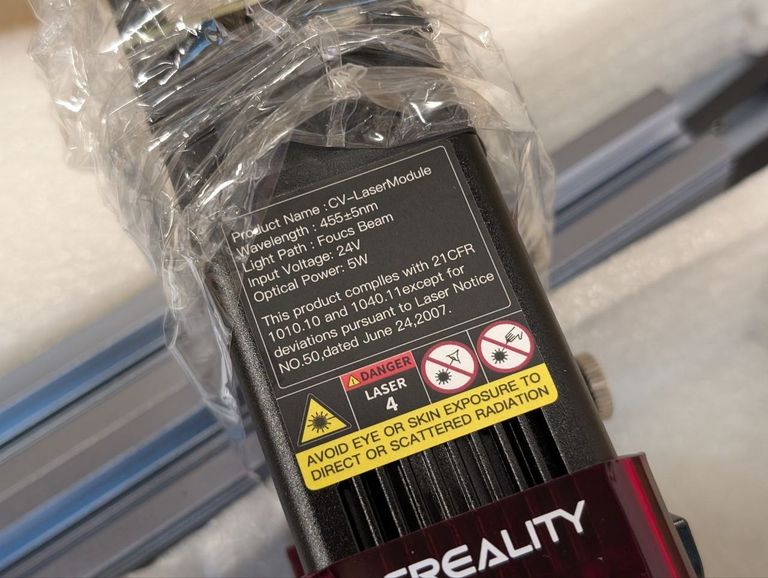 Product Name : CV-LaserModule
Wavelength : 455±5nm
Light Path : Foucs Beam
Input Voltage: 24V
Optical Power: 5W
This product complles with 21CFR
1010.10 and 1040.11except for
deviations pursuant to Laser Notice
NO.50,dated June 24,2007.
DANGER
LASER
4
AVOID EYE OR SKIN EXPOSURE TO
DIRECT OR SCATTERED RADIATION
CREALITY